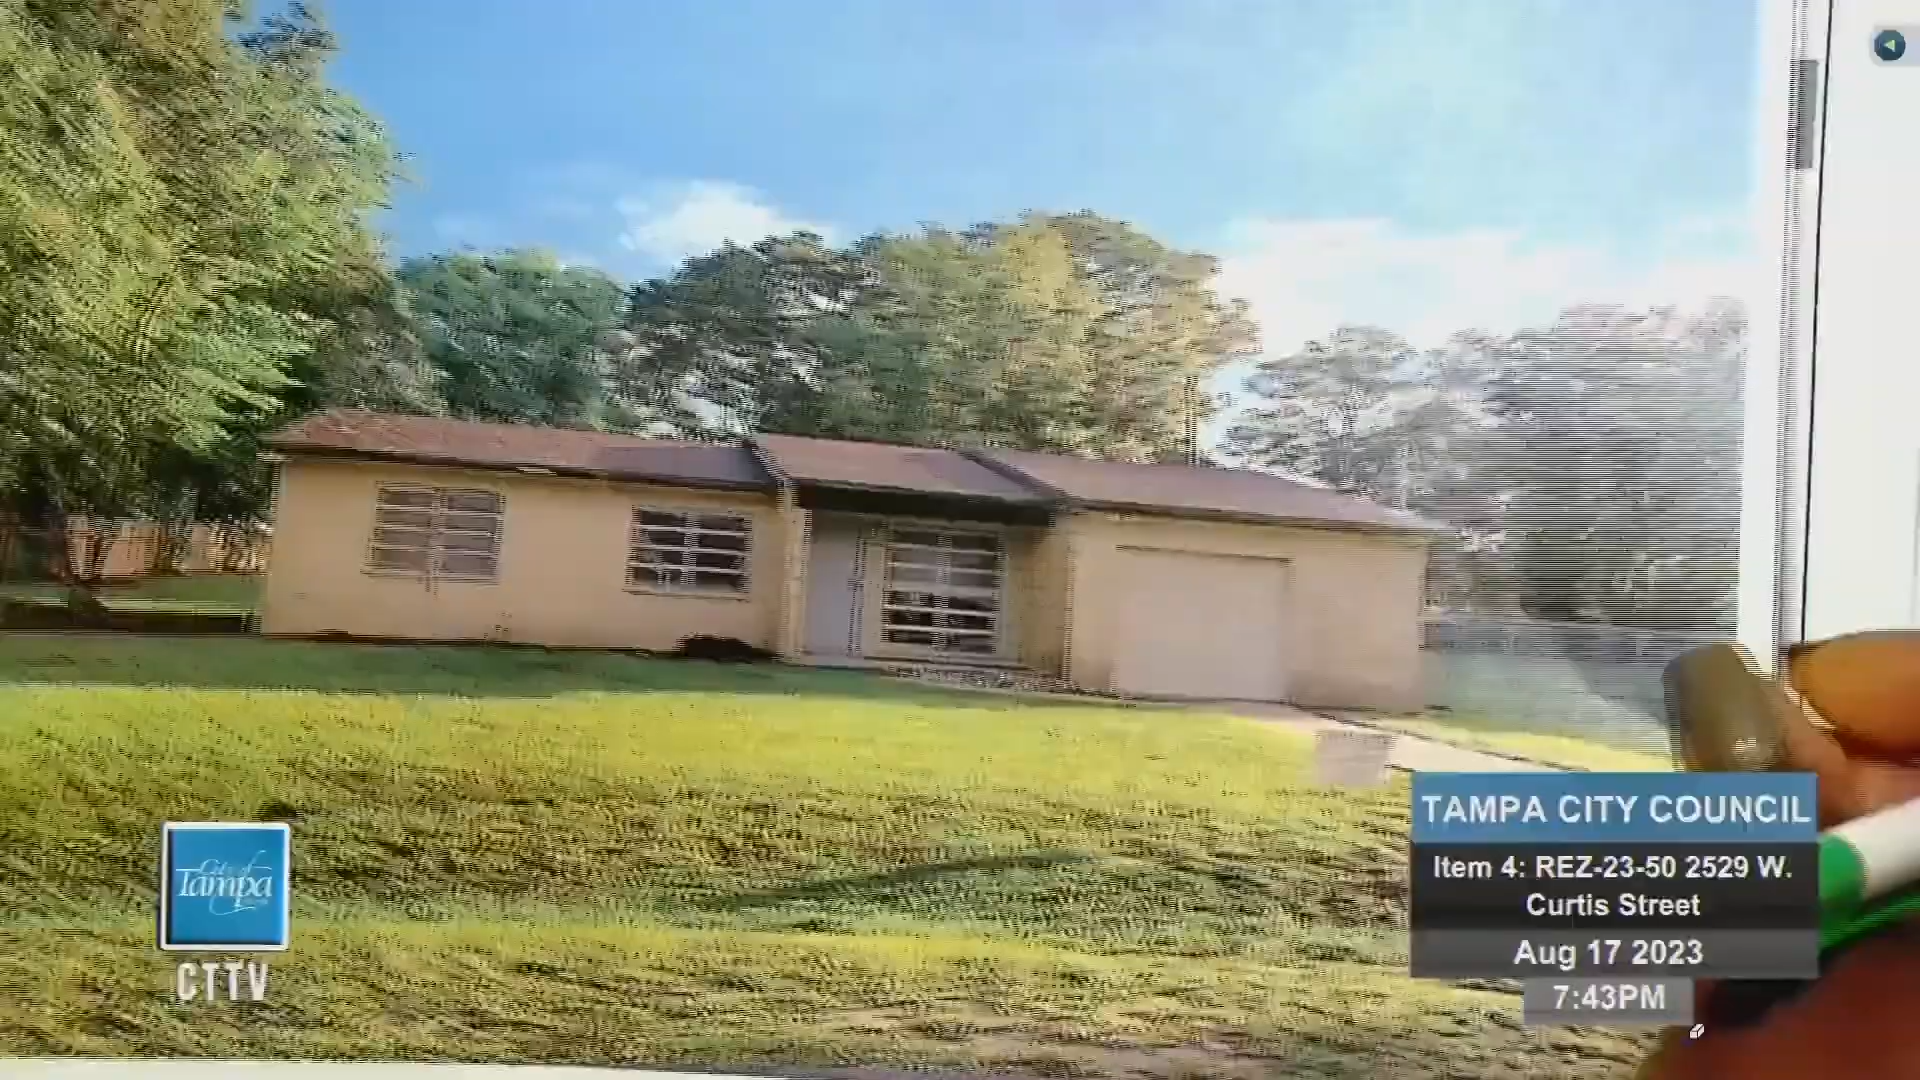 TAMPA CITY COUNCIL
Item 4: REZ-23-50 2529 W.
Curtis Street
Aug 17 2023
7:43PM
City of
Tampa
CTTV